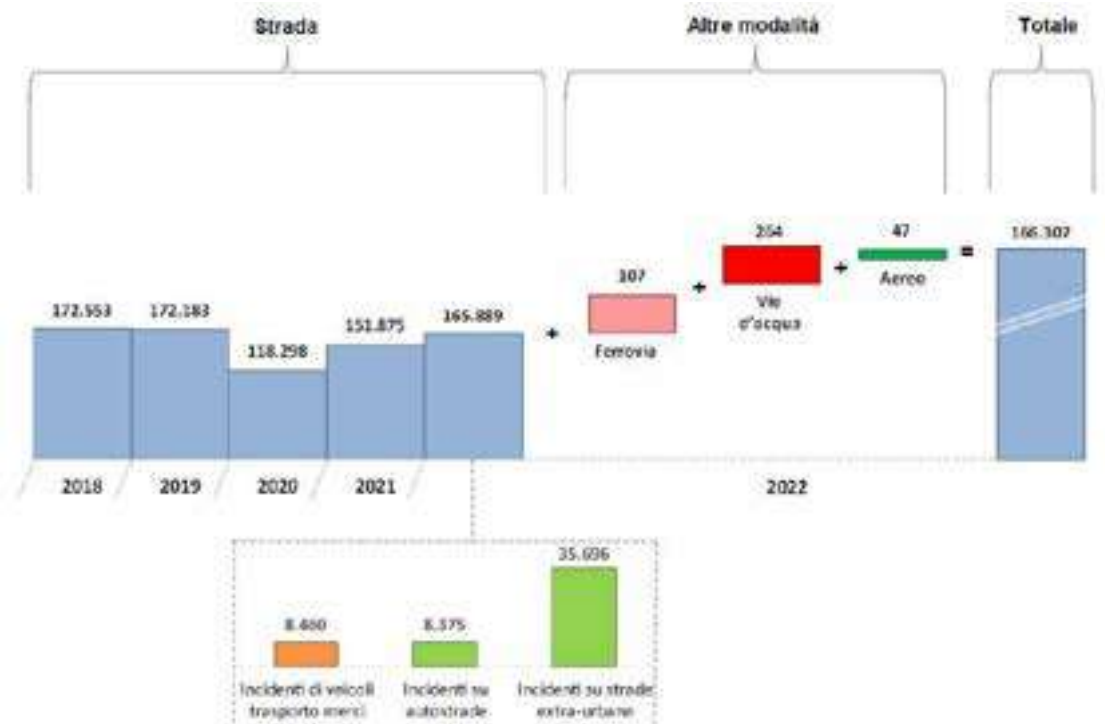 Strada
Altre modalità
Totale
172.553
172.183
118.298
151.875
165.889
+
107
Ferrovia
+
264
Vie
d'acqua
+
47
Aereo
=
166.307
2018
2019
2020
2021
2022
8.460
8.375
35.696
Incidenti di veicoli
trasporto merci
Incidenti su
autostrade
Incidenti su strade
extra-urbane